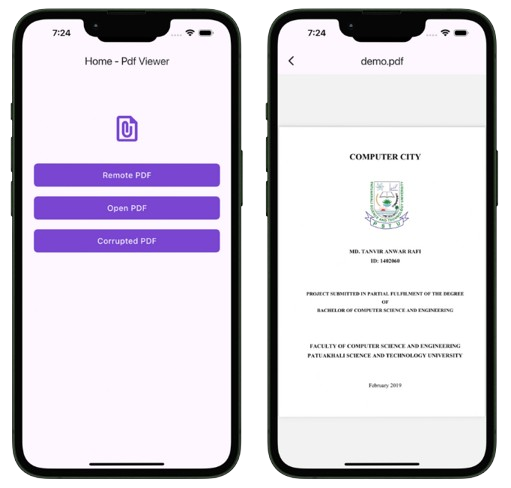 7:24
Home - Pdf Viewer
Remote PDF
Open PDF
Corrupted PDF
7:24
demo.pdf
COMPUTER CITY
MD. TANVIR ANWAR RAFI
ID: 1402060
PROJECT SUBMITTED IN PARTIAL FULFILMENT OF THE DEGREE
OF
BACHELOR OF COMPUTER SCIENCE AND ENGINEERING
FACULTY OF COMPUTER SCIENCE AND ENGINEERING
PATUAKHALI SCIENCE AND TECHNOLOGY UNIVERSITY
February 2019